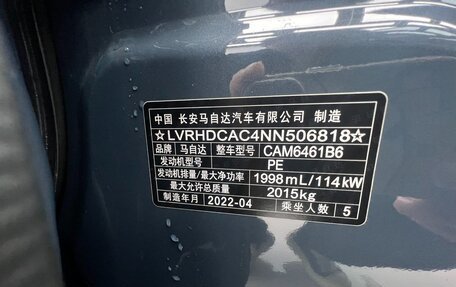 中国 长安马自达汽车有限公司 制造
☆LVRHDCAC4NN506818☆
品牌 马自达 整车型号 CAM6461B6
发动机型号 PE
发动机排量/最大净功率 1998mL/114kW
最大允许总质量 2015kg
制造年月 2022-04 乘坐人数 5